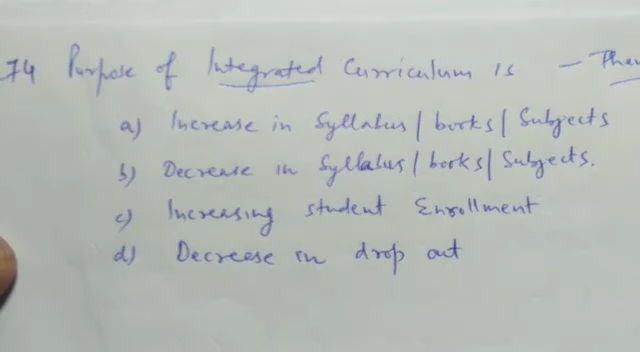 74 Purpose of Integrated Curriculum is —
a) Increase in Syllabus / books / Subjects
b) Decrease in Syllabus / books / Subjects.
c) Increasing student Enrollment
d) Decrease in drop out